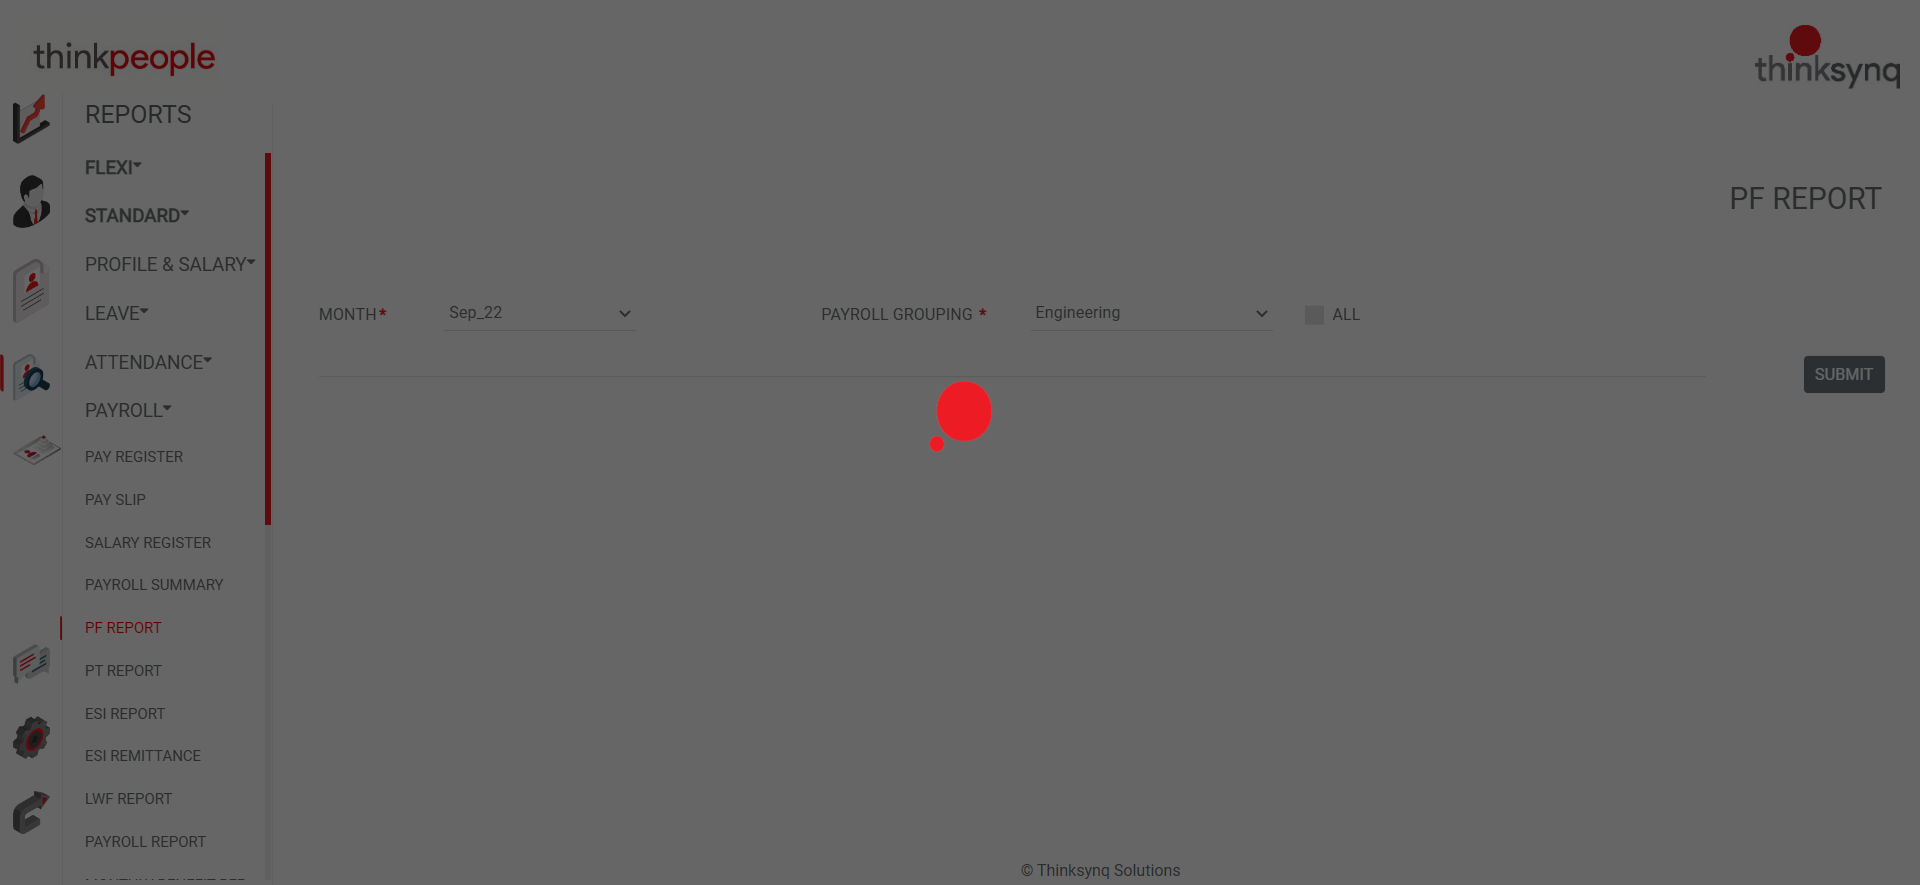 thinkpeople
thinksynq
REPORTS
FLEXI
STANDARD
PROFILE & SALARY
LEAVE
ATTENDANCE
PAYROLL
PAY REGISTER
PAY SLIP
SALARY REGISTER
PAYROLL SUMMARY
PF REPORT
PT REPORT
ESI REPORT
ESI REMITTANCE
LWF REPORT
PAYROLL REPORT
PF REPORT
MONTH* Sep_22 PAYROLL GROUPING * Engineering ALL
SUBMIT
© Thinksynq Solutions